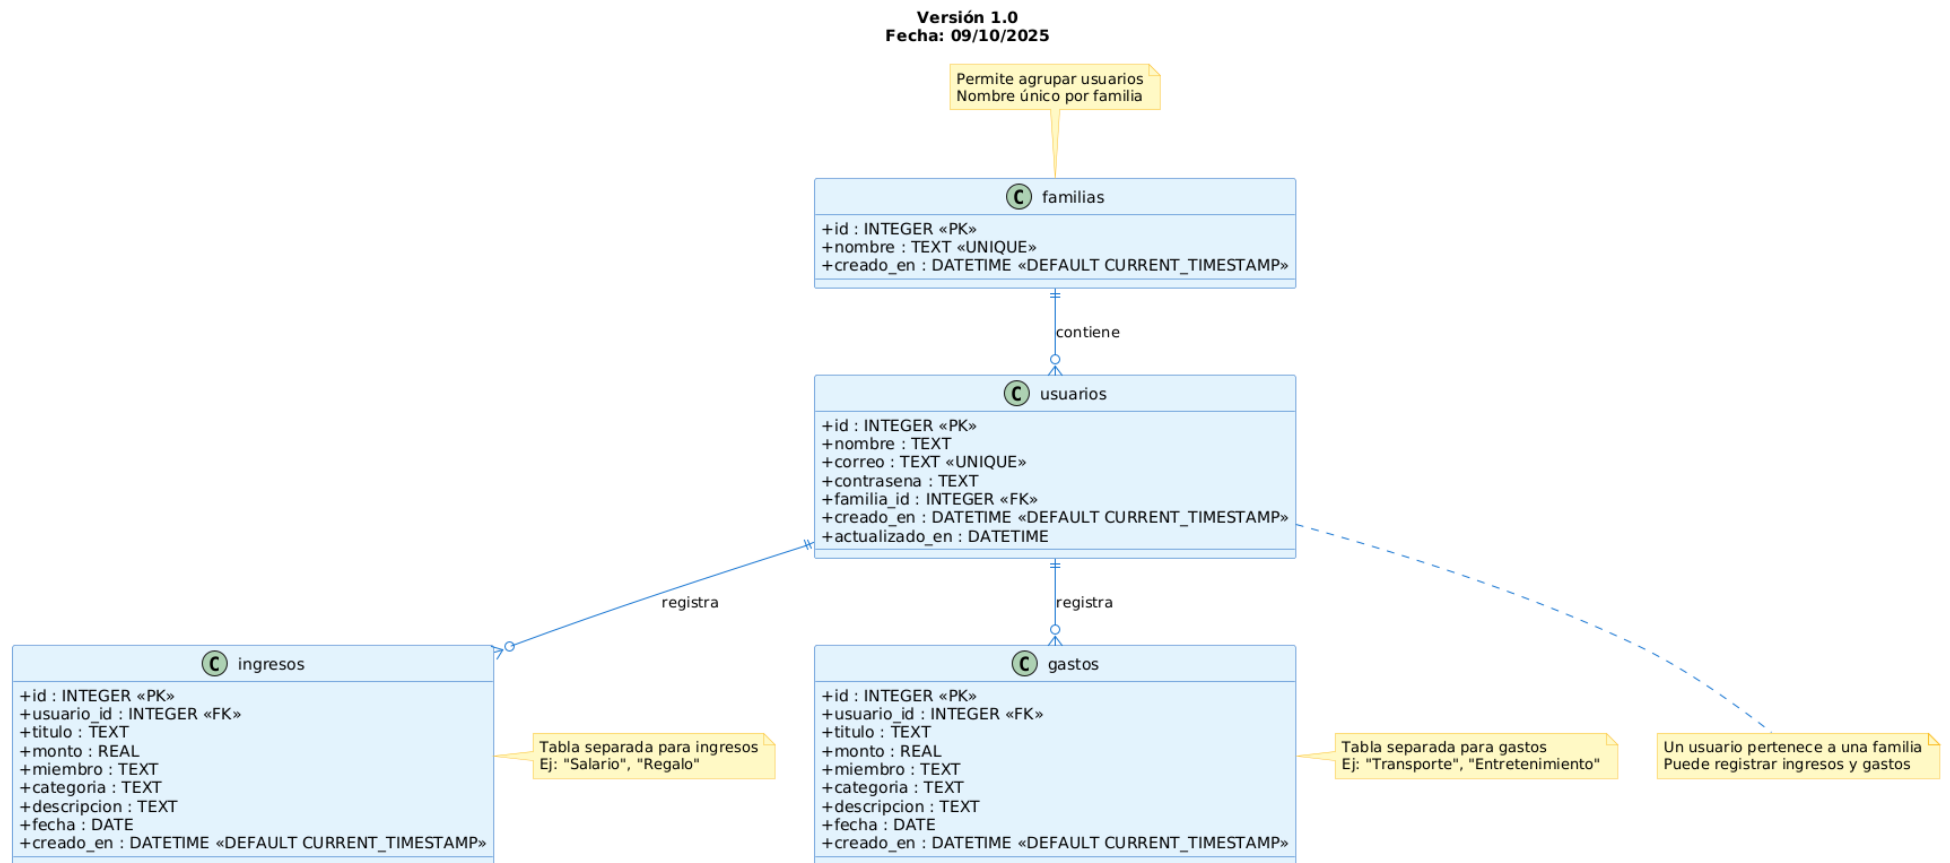 Versión 1.0
Fecha: 09/10/2025
Permite agrupar usuarios
Nombre único por familia
C familias
+id : INTEGER «PK»
+nombre : TEXT «UNIQUE»
+creado_en : DATETIME «DEFAULT CURRENT_TIMESTAMP»
contiene
C usuarios
+id : INTEGER «PK»
+nombre : TEXT
+correo : TEXT «UNIQUE»
+contrasena : TEXT
+familia_id : INTEGER «FK»
+creado_en : DATETIME «DEFAULT CURRENT_TIMESTAMP»
+actualizado_en : DATETIME
registra
registra
C ingresos
+id : INTEGER «PK»
+usuario_id : INTEGER «FK»
+titulo : TEXT
+monto : REAL
+miembro : TEXT
+categoria : TEXT
+descripcion : TEXT
+fecha : DATE
+creado_en : DATETIME «DEFAULT CURRENT_TIMESTAMP»
Tabla separada para ingresos
Ej: "Salario", "Regalo"
C gastos
+id : INTEGER «PK»
+usuario_id : INTEGER «FK»
+titulo : TEXT
+monto : REAL
+miembro : TEXT
+categoria : TEXT
+descripcion : TEXT
+fecha : DATE
+creado_en : DATETIME «DEFAULT CURRENT_TIMESTAMP»
Tabla separada para gastos
Ej: "Transporte", "Entretenimiento"
Un usuario pertenece a una familia
Puede registrar ingresos y gastos